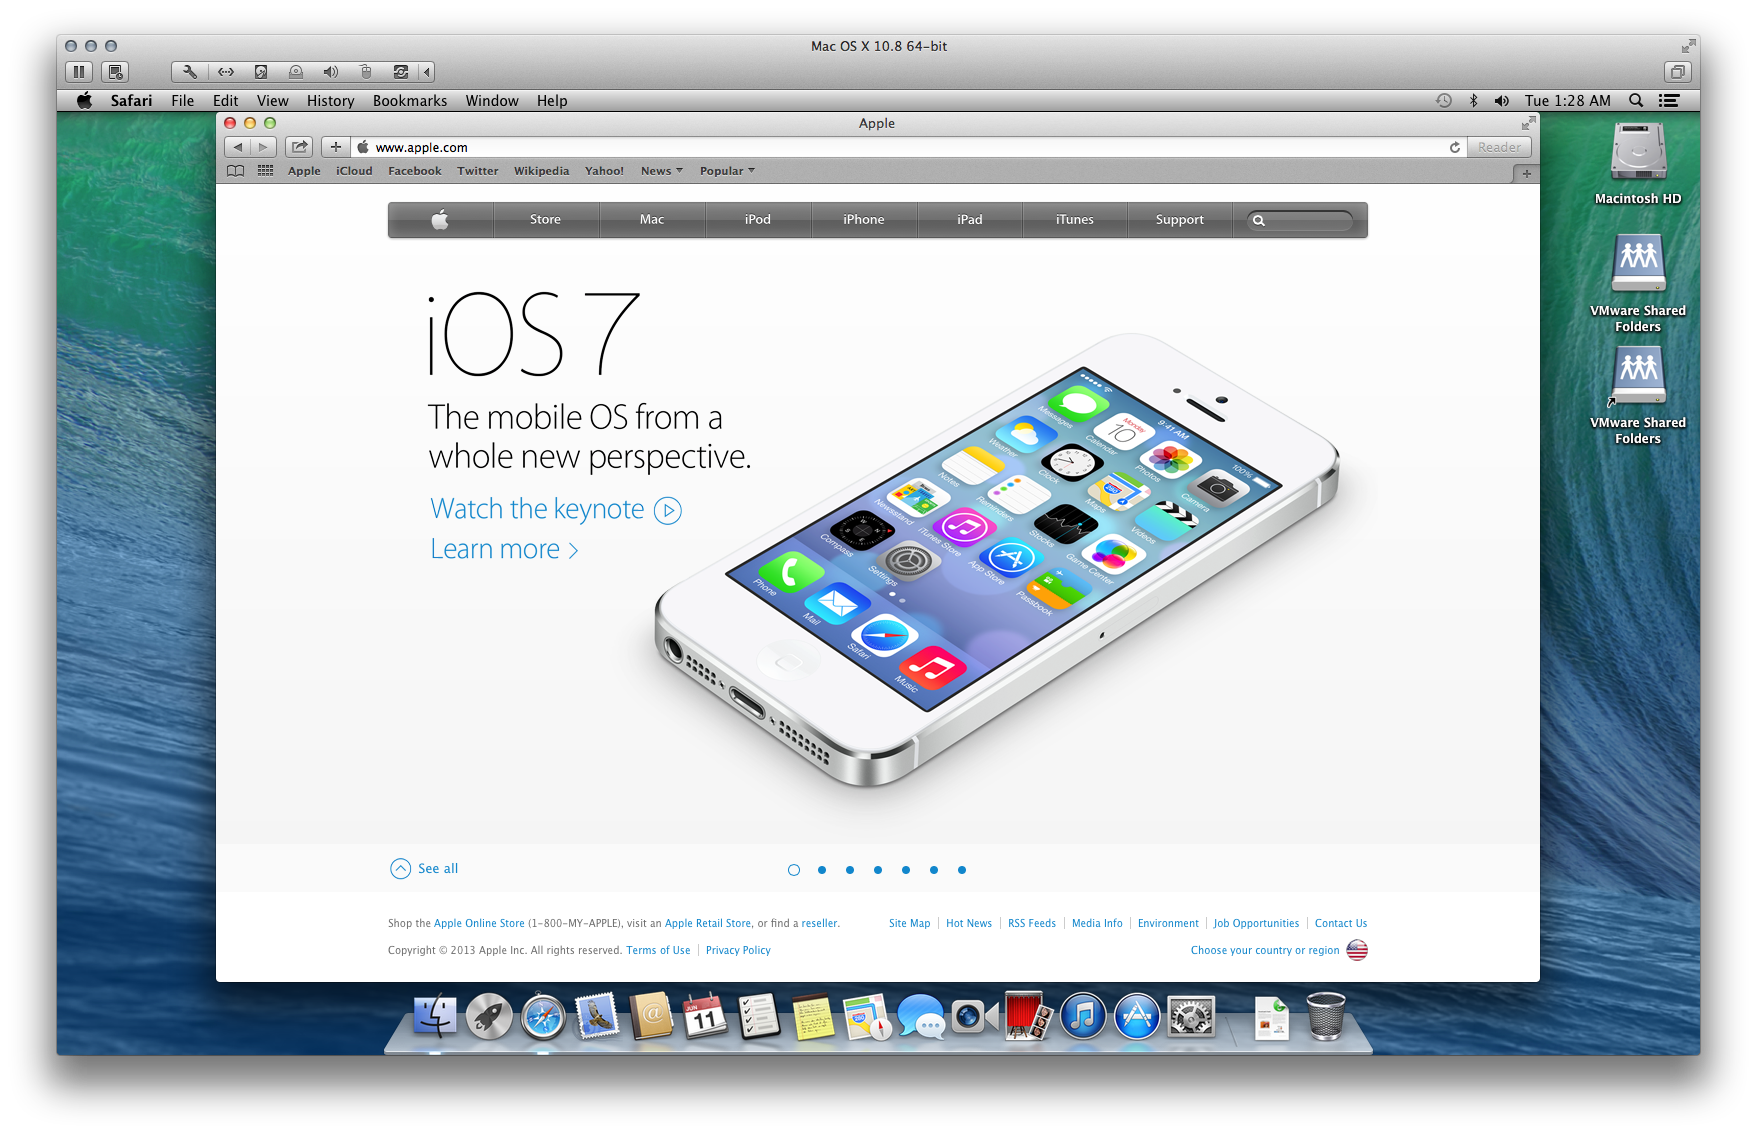 Mac OS X 10.8 64-bit
Safari File Edit View History Bookmarks Window Help Tue 1:28 AM
Apple
www.apple.com Reader
Apple iCloud Facebook Twitter Wikipedia Yahoo! News Popular
Macintosh HD
Store Mac iPod iPhone iPad iTunes Support
VMware Shared
Folders
VMware Shared
Folders
iOS 7
The mobile OS from a
whole new perspective.
Watch the keynote
Learn more
9:41 AM
100%
Messages
Calendar
Monday
10
Photos
Camera
Weather
Clock
Maps
Videos
Notes
Reminders
Stocks
Game Center
Newsstand
iTunes Store
App Store
Passbook
Compass
Settings
Phone
Mail
Safari
Music
See all
Shop the Apple Online Store (1-800-MY-APPLE), visit an Apple Retail Store, or find a reseller. Site Map Hot News RSS Feeds Media Info Environment Job Opportunities Contact Us
Copyright © 2013 Apple Inc. All rights reserved. Terms of Use Privacy Policy Choose your country or region
JUN
11